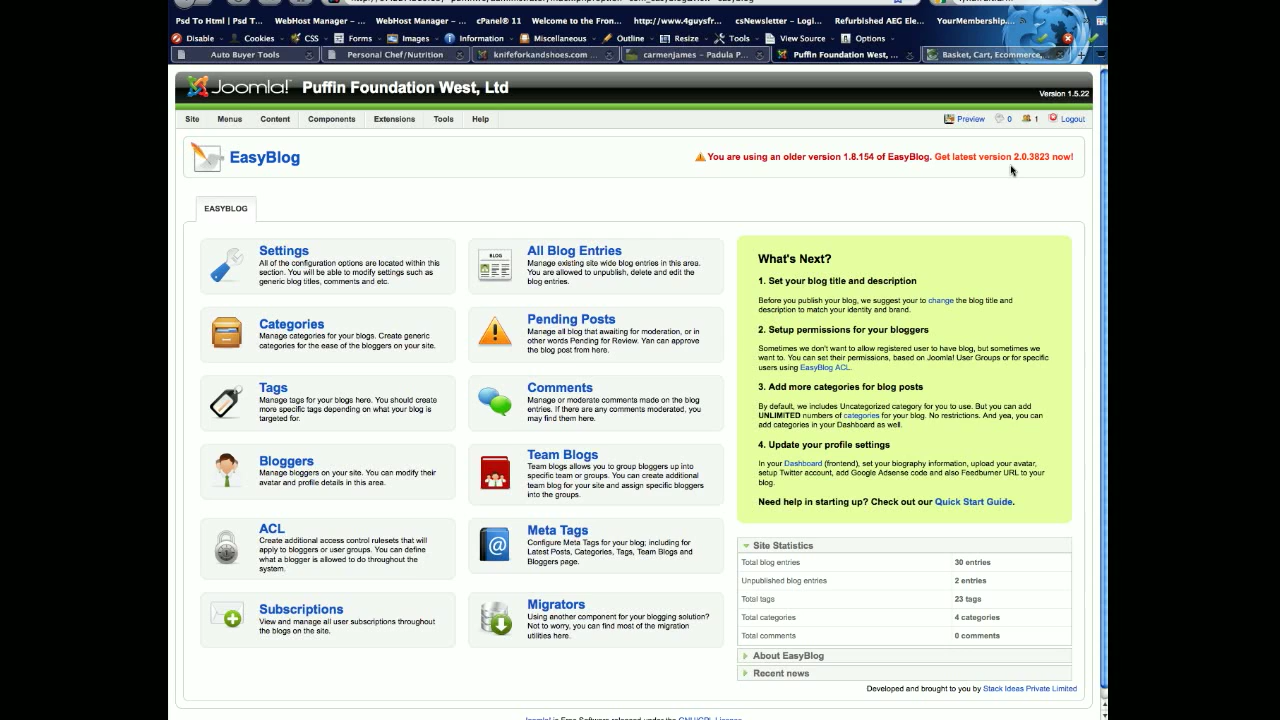 Psd To Html | Psd T... WebHost Manager - ... WebHost Manager - ... cPanel® 11 Welcome to the Fron... http://www.4guysfr... csNewsletter – Logi... Refurbished AEG Ele... YourMembership....
Disable Cookies CSS Forms Images Information Miscellaneous Outline Resize Tools View Source Options
Auto Buyer Tools Personal Chef/Nutrition knifeforkandshoes.com ... carmenjames – Padula P... Puffin Foundation West, ... Basket, Cart, Ecommerce,
Joomla! Puffin Foundation West, Ltd
Version 1.5.22
Site Menus Content Components Extensions Tools Help Preview 0 1 Logout
EasyBlog
You are using an older version 1.8.154 of EasyBlog. Get latest version 2.0.3823 now!
EASYBLOG
Settings
All of the configuration options are located within this
section. You will be able to modify settings such as
generic blog titles, comments and etc.
All Blog Entries
Manage existing site wide blog entries in this area.
You are allowed to unpublish, delete and edit the
blog entries.
Categories
Manage categories for your blogs. Create generic
categories for the ease of the bloggers on your site.
Pending Posts
Manage all blog that awaiting for moderation, or in
other words Pending for Review. Yan can approve
the blog post from here.
Tags
Manage tags for your blogs here. You should create
more specific tags depending on what your blog is
targeted for.
Comments
Manage or moderate comments made on the blog
entries. If there are any comments moderated, you
may find them here.
Bloggers
Manage bloggers on your site. You can modify their
avatar and profile details in this area.
Team Blogs
Team blogs allows you to group bloggers up into
specific team or groups. You can create additional
team blog for your site and assign specific bloggers
into the groups.
ACL
Create additional access control rulesets that will
apply to bloggers or user groups. You can define
what a blogger is allowed to do throughout the
system.
Meta Tags
Configure Meta Tags for your blog; including for
Latest Posts, Categories, Tags, Team Blogs and
Bloggers page.
Subscriptions
View and manage all user subscriptions throughout
the blogs on the site.
Migrators
Using another component for your blogging solution?
Not to worry, you can find most of the migration
utilities here.
What's Next?
1. Set your blog title and description
Before you publish your blog, we suggest your to change the blog title and
description to match your identity and brand.
2. Setup permissions for your bloggers
Sometimes we don't want to allow registered user to have blog, but sometimes we
want to. You can set their permissions, based on Joomla! User Groups or for specific
users using EasyBlog ACL.
3. Add more categories for blog posts
By default, we includes Uncategorized category for you to use. But you can add
UNLIMITED numbers of categories for your blog. No restrictions. And yea, you can
add categories in your Dashboard as well.
4. Update your profile settings
In your Dashboard (frontend), set your biography information, upload your avatar,
setup Twitter account, add Google Adsense code and also Feedburner URL to your
blog.
Need help in starting up? Check out our Quick Start Guide.
Site Statistics
Total blog entries 30 entries
Unpublished blog entries 2 entries
Total tags 23 tags
Total categories 4 categories
Total comments 0 comments
About EasyBlog
Recent news
Developed and brought to you by Stack Ideas Private Limited
Joomla! is Free Software released under the GNU/GPL License.